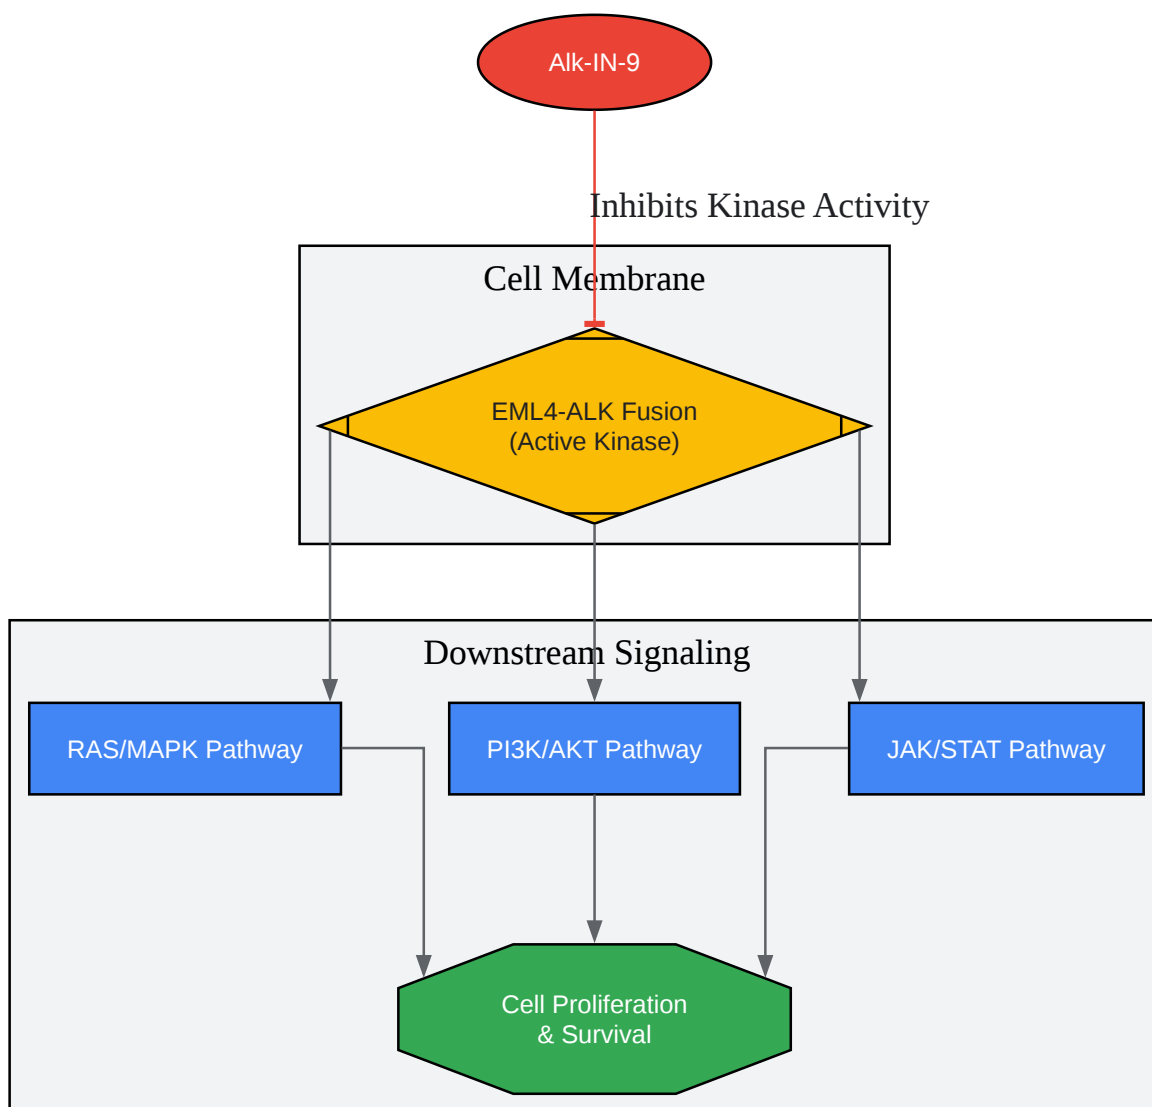 Alk-IN-9
Inhibits Kinase Activity
Cell Membrane
EML4-ALK Fusion
(Active Kinase)
Downstream Signaling
RAS/MAPK Pathway
PI3K/AKT Pathway
JAK/STAT Pathway
Cell Proliferation
& Survival